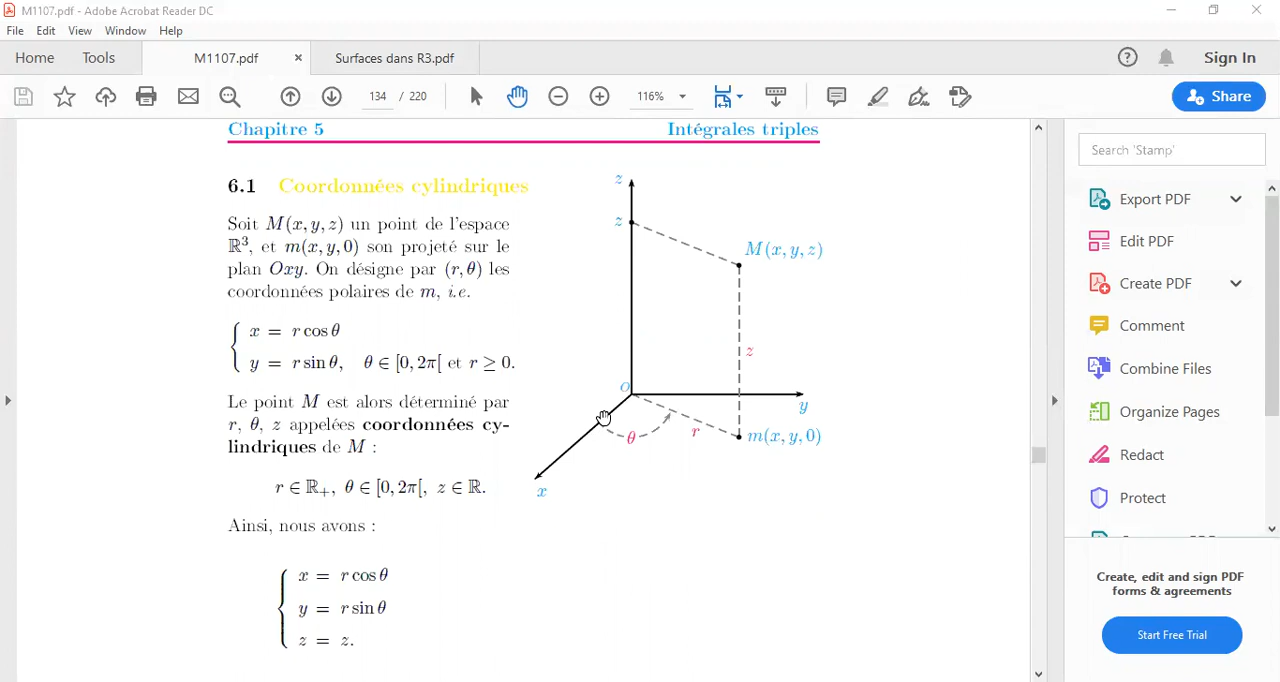 M1107.pdf - Adobe Acrobat Reader DC
File Edit View Window Help
Home Tools M1107.pdf × Surfaces dans R3.pdf ? Sign In
134 / 220 116% Share
Chapitre 5 Intégrales triples
6.1 Coordonnées cylindriques
Soit M(x, y, z) un point de l'espace
ℝ³, et m(x, y, 0) son projeté sur le
plan Oxy. On désigne par (r, θ) les
coordonnées polaires de m, i.e.
x = r cos θ
y = r sin θ, θ ∈ [0, 2π[ et r ≥ 0.
Le point M est alors déterminé par
r, θ, z appelées coordonnées cy-
lindriques de M :
r ∈ ℝ₊, θ ∈ [0, 2π[, z ∈ ℝ.
Ainsi, nous avons :
x = r cos θ
y = r sin θ
z = z.
z
z
M(x, y, z)
z
O
y
θ
r
m(x, y, 0)
x
Search 'Stamp'
Export PDF
Edit PDF
Create PDF
Comment
Combine Files
Organize Pages
Redact
Protect
Create, edit and sign PDF
forms & agreements
Start Free Trial